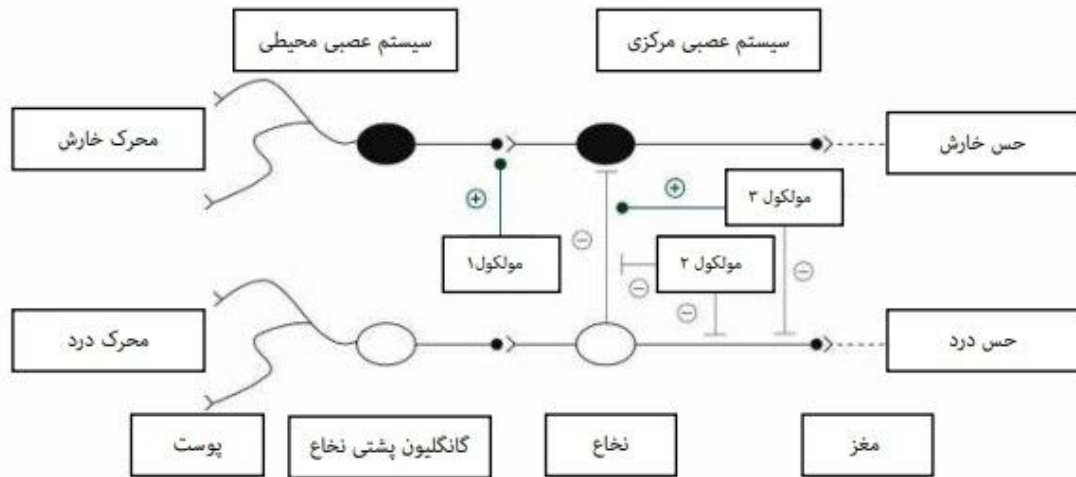 سیستم عصبی محیطی
سیستم عصبی مرکزی
محرک خارش
حس خارش
+
+
مولکول ۳
مولکول۱
−
مولکول ۲
−
−
−
محرک درد
حس درد
پوست
گانگلیون پشتی نخاع
نخاع
مغز